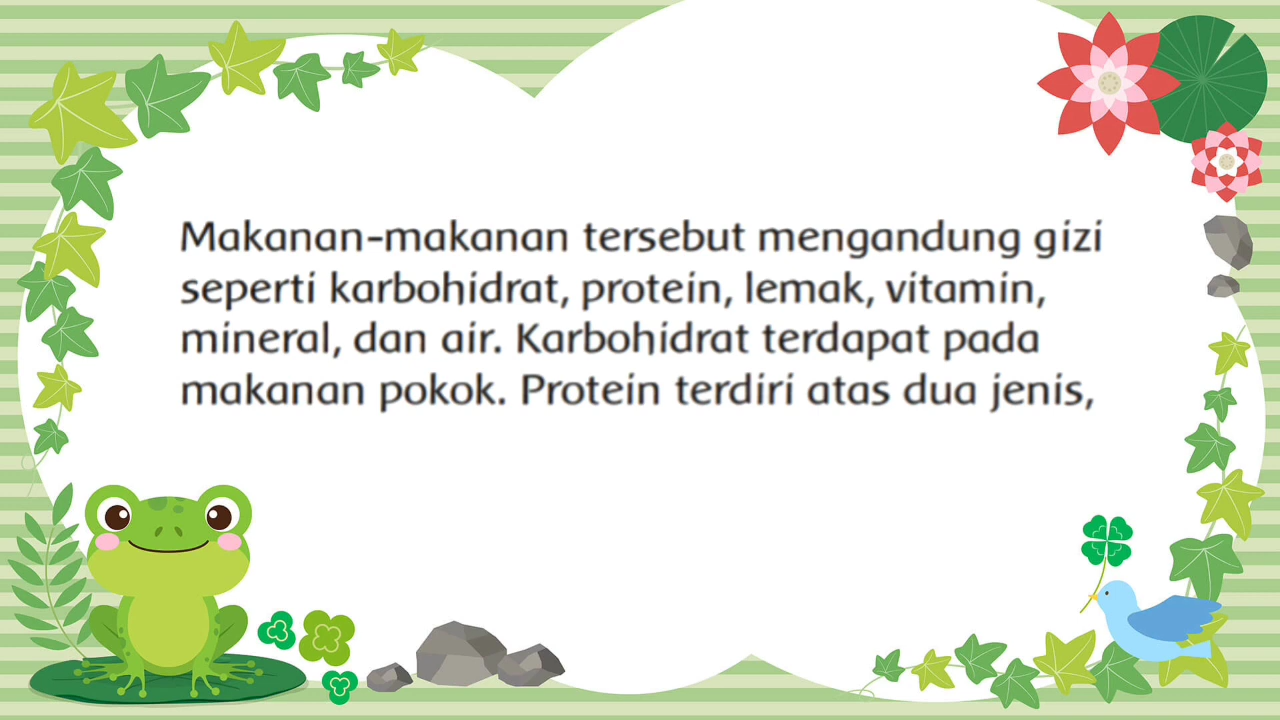 Makanan-makanan tersebut mengandung gizi
seperti karbohidrat, protein, lemak, vitamin,
mineral, dan air. Karbohidrat terdapat pada
makanan pokok. Protein terdiri atas dua jenis,